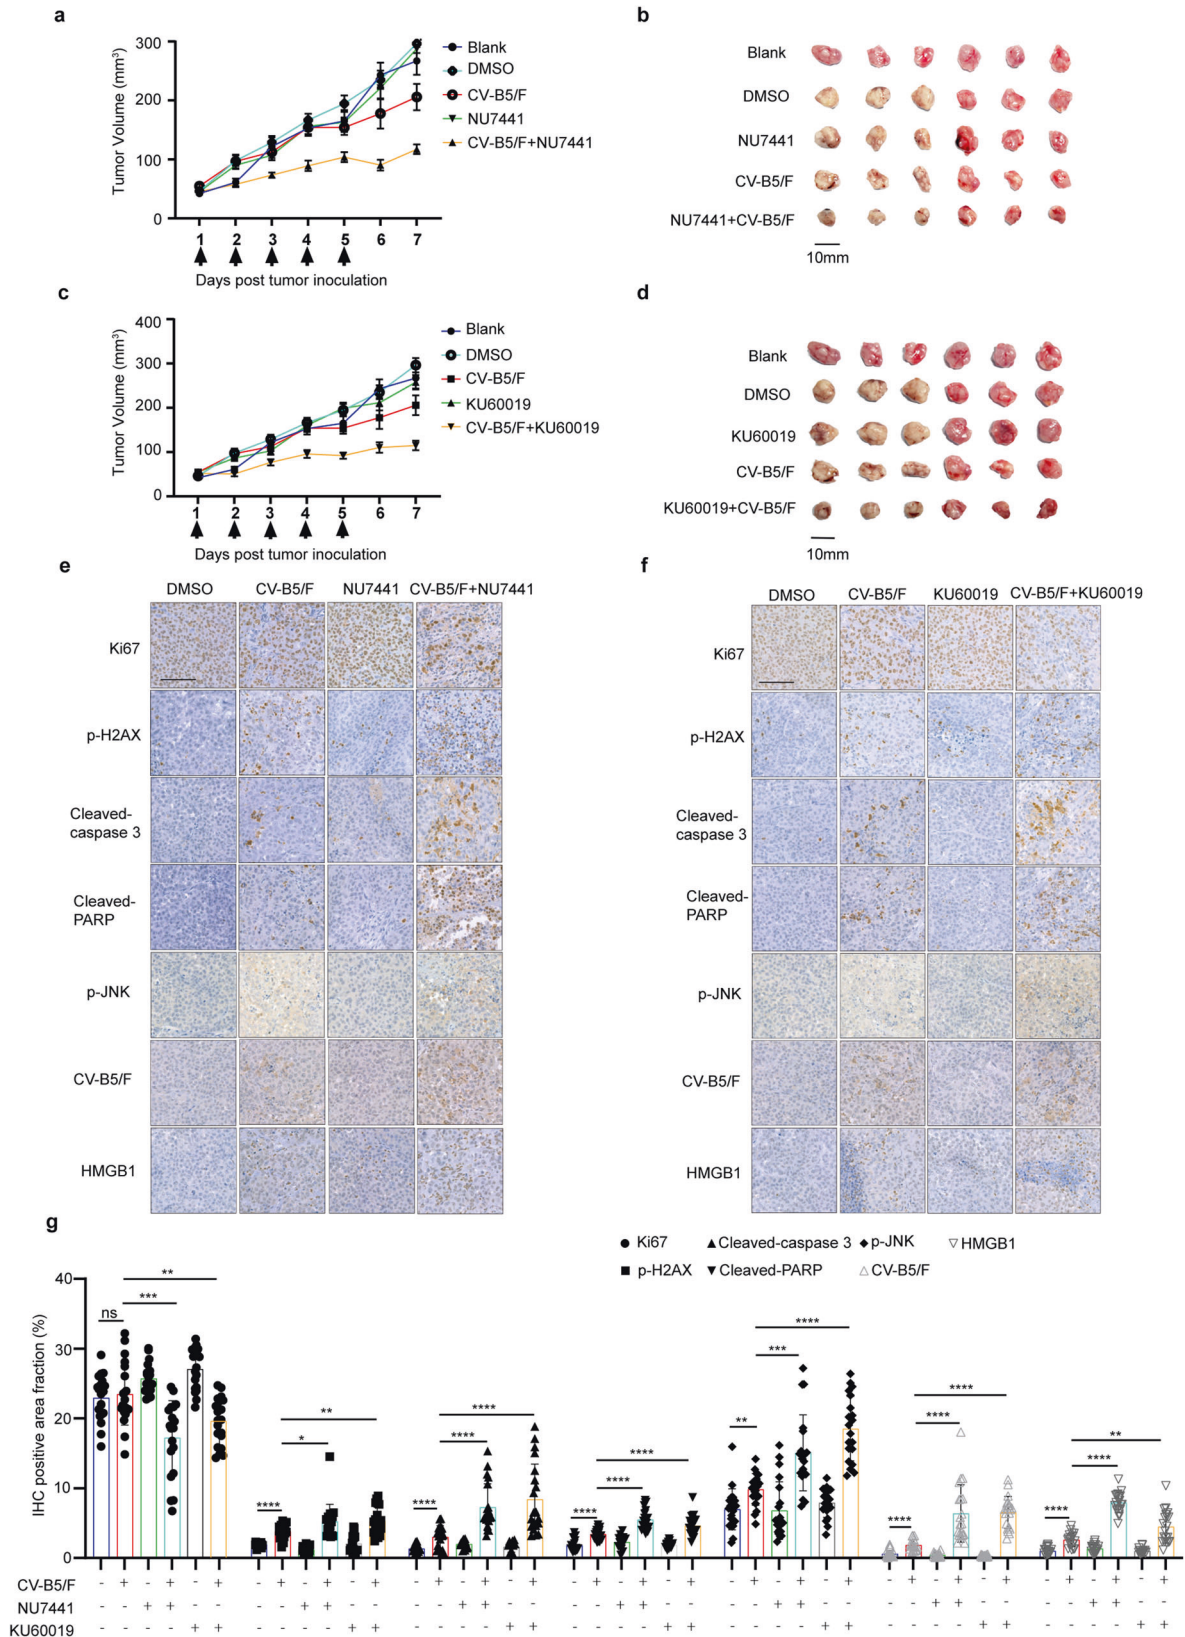 a
300
200
100
0
Tumor Volume (mm³)
1 2 3 4 5 6 7
Days post tumor inoculation
Blank
DMSO
CV-B5/F
NU7441
CV-B5/F+NU7441
b
Blank
DMSO
NU7441
CV-B5/F
NU7441+CV-B5/F
10mm
c
400
300
200
100
0
Tumor Volume (mm³)
1 2 3 4 5 6 7
Days post tumor inoculation
Blank
DMSO
CV-B5/F
KU60019
CV-B5/F+KU60019
d
Blank
DMSO
KU60019
CV-B5/F
KU60019+CV-B5/F
10mm
e
DMSO CV-B5/F NU7441 CV-B5/F+NU7441
Ki67
p-H2AX
Cleaved-
caspase 3
Cleaved-
PARP
p-JNK
CV-B5/F
HMGB1
f
DMSO CV-B5/F KU60019 CV-B5/F+KU60019
Ki67
p-H2AX
Cleaved-
caspase 3
Cleaved-
PARP
p-JNK
CV-B5/F
HMGB1
g
Ki67 Cleaved-caspase 3 p-JNK HMGB1
p-H2AX Cleaved-PARP CV-B5/F
40
30
20
10
0
IHC positive area fraction (%)
ns *** **
**** * **
**** **** ****
**** **** ****
** *** ****
**** **** ****
**** **** **
CV-B5/F - + - + - + - + - + - + - + - + - + - + - + - + - + - + - + - + - + - + - + - + - +
NU7441 - - + + - - - - + + - - - - + + - - - - + + - - - - + + - - - - + + - - - - + + - -
KU60019 - - - - + + - - - - + + - - - - + + - - - - + + - - - - + + - - - - + + - - - - + +